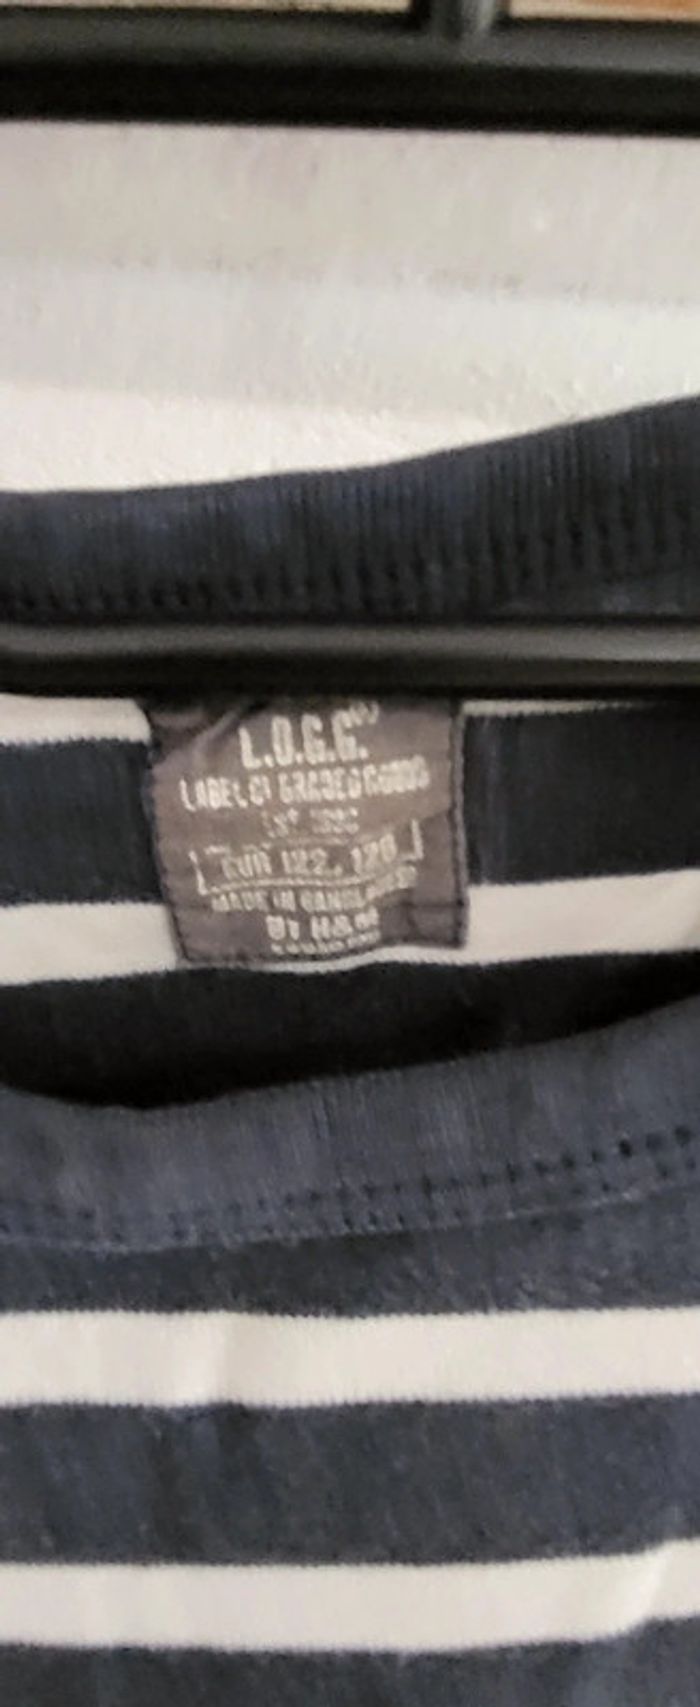 L.O.G.G.
LABEL OF GRADED GOODS
EUR 122, 128
MADE IN BANGLADESH
BY H&M